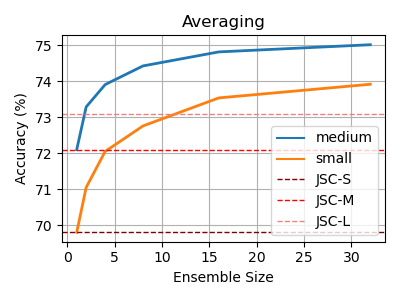 Averaging
Accuracy (%)
75
74
73
72
71
70
medium
small
JSC-S
JSC-M
JSC-L
0 5 10 15 20 25 30
Ensemble Size